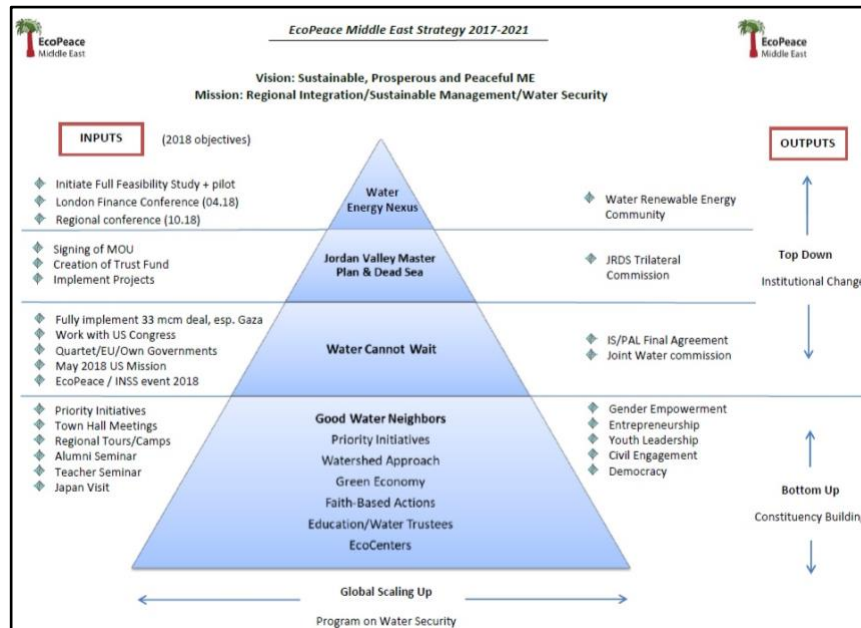 EcoPeace
Middle East
EcoPeace Middle East Strategy 2017-2021
EcoPeace
Middle East
Vision: Sustainable, Prosperous and Peaceful ME
Mission: Regional Integration/Sustainable Management/Water Security
INPUTS
(2018 objectives)
OUTPUTS
Initiate Full Feasibility Study + pilot
London Finance Conference (04.18)
Regional conference (10.18)
Water
Energy Nexus
Water Renewable Energy
Community
Signing of MOU
Creation of Trust Fund
Implement Projects
Jordan Valley Master
Plan & Dead Sea
JRDS Trilateral
Commission
Top Down
Institutional Change
Fully implement 33 mcm deal, esp. Gaza
Work with US Congress
Quartet/EU/Own Governments
May 2018 US Mission
EcoPeace / INSS event 2018
Water Cannot Wait
IS/PAL Final Agreement
Joint Water commission
Priority Initiatives
Town Hall Meetings
Regional Tours/Camps
Alumni Seminar
Teacher Seminar
Japan Visit
Good Water Neighbors
Priority Initiatives
Watershed Approach
Green Economy
Faith-Based Actions
Education/Water Trustees
EcoCenters
Gender Empowerment
Entrepreneurship
Youth Leadership
Civil Engagement
Democracy
Bottom Up
Constituency Building
Global Scaling Up
Program on Water Security